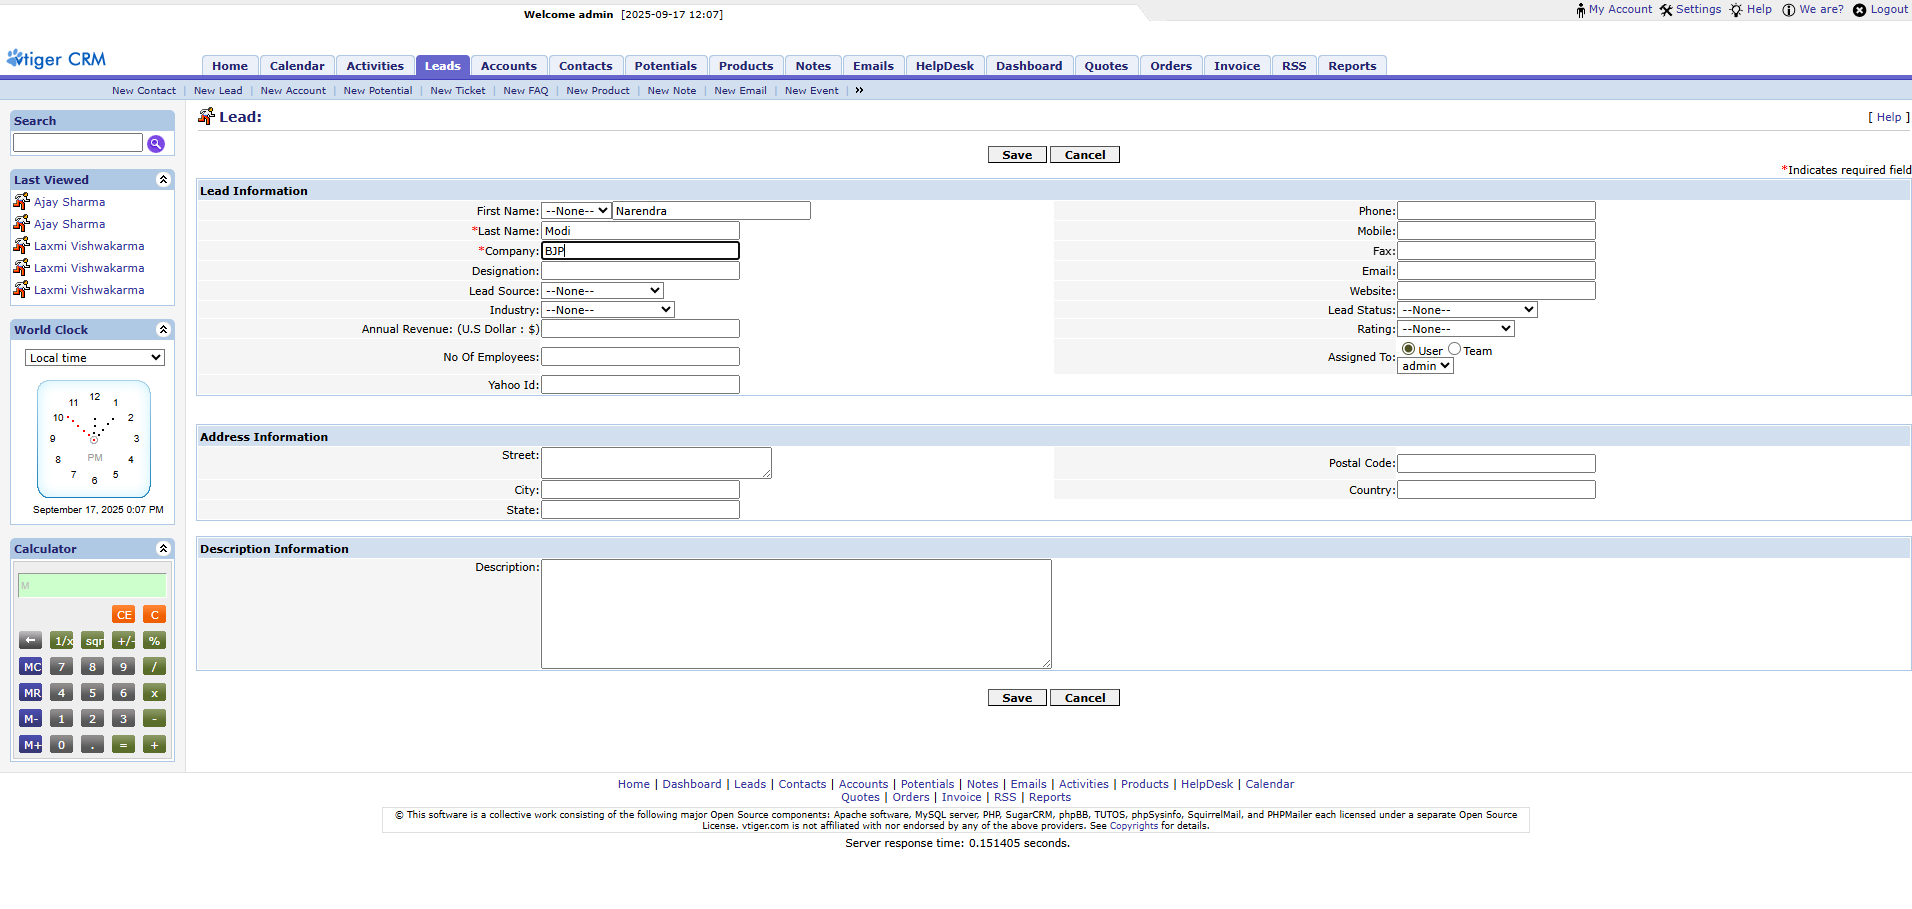 Welcome admin [2025-09-17 12:07]
My Account Settings Help We are? Logout
vtiger CRM
Home Calendar Activities Leads Accounts Contacts Potentials Products Notes Emails HelpDesk Dashboard Quotes Orders Invoice RSS Reports
New Contact | New Lead | New Account | New Potential | New Ticket | New FAQ | New Product | New Note | New Email | New Event | »
Search
Last Viewed
Ajay Sharma
Ajay Sharma
Laxmi Vishwakarma
Laxmi Vishwakarma
Laxmi Vishwakarma
World Clock
Local time
12
11 1
10 2
9 3
PM
8 4
7 5
6
September 17, 2025 0:07 PM
Calculator
M
CE C
← 1/x sqr +/- %
MC 7 8 9 /
MR 4 5 6 x
M- 1 2 3 -
M+ 0 . = +
Lead:
[ Help ]
Save Cancel
*Indicates required field
Lead Information
First Name: --None-- Narendra Phone:
*Last Name: Modi Mobile:
*Company: BJP Fax:
Designation: Email:
Lead Source: --None-- Website:
Industry: --None-- Lead Status: --None--
Annual Revenue: (U.S Dollar : $) Rating: --None--
No Of Employees: Assigned To: User Team
admin
Yahoo Id:
Address Information
Street: Postal Code:
City: Country:
State:
Description Information
Description:
Save Cancel
Home | Dashboard | Leads | Contacts | Accounts | Potentials | Notes | Emails | Activities | Products | HelpDesk | Calendar
Quotes | Orders | Invoice | RSS | Reports
© This software is a collective work consisting of the following major Open Source components: Apache software, MySQL server, PHP, SugarCRM, phpBB, TUTOS, phpSysinfo, SquirrelMail, and PHPMailer each licensed under a separate Open Source
License. vtiger.com is not affiliated with nor endorsed by any of the above providers. See Copyrights for details.
Server response time: 0.151405 seconds.